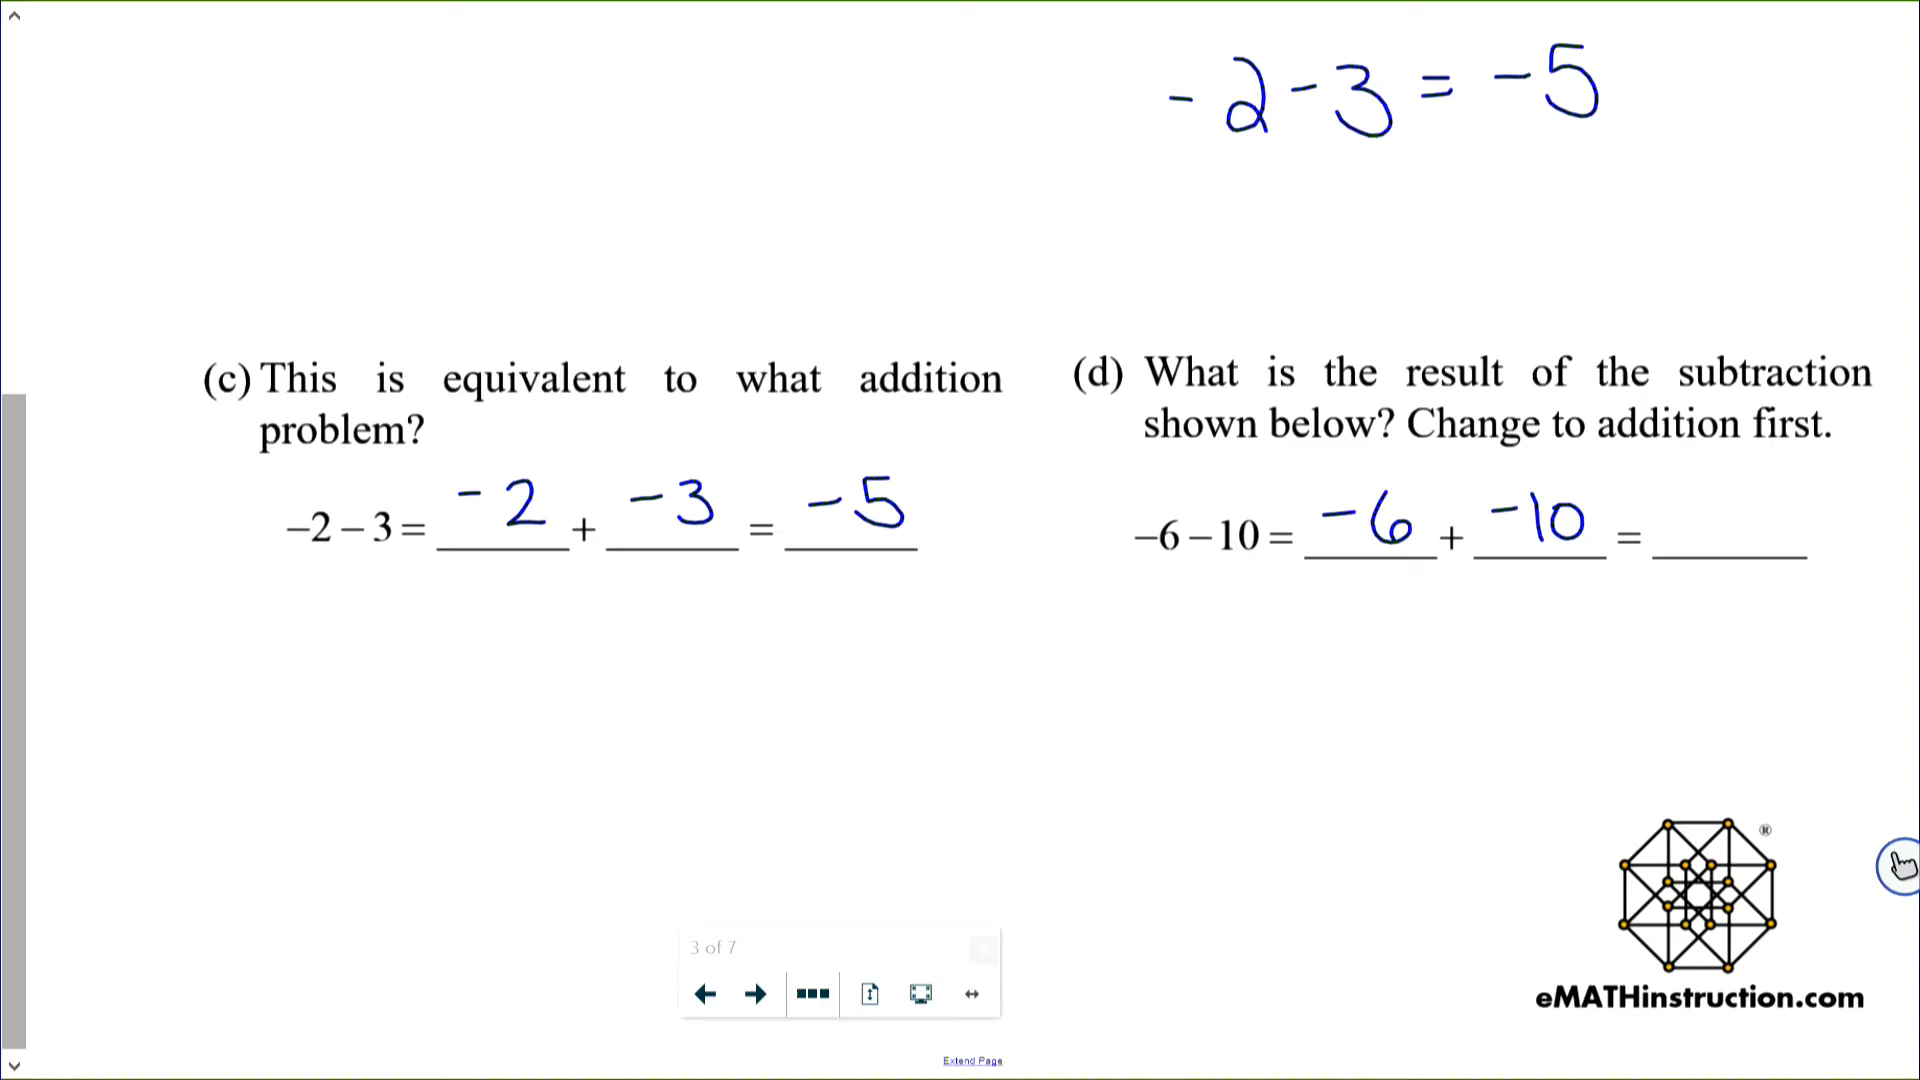 -2-3=-5
(c) This is equivalent to what addition
problem?
–2 – 3 = -2 + -3 = -5
(d) What is the result of the subtraction
shown below? Change to addition first.
–6 – 10 = -6 + -10 = ______
®
eMATHinstruction.com
3 of 7
Extend Page